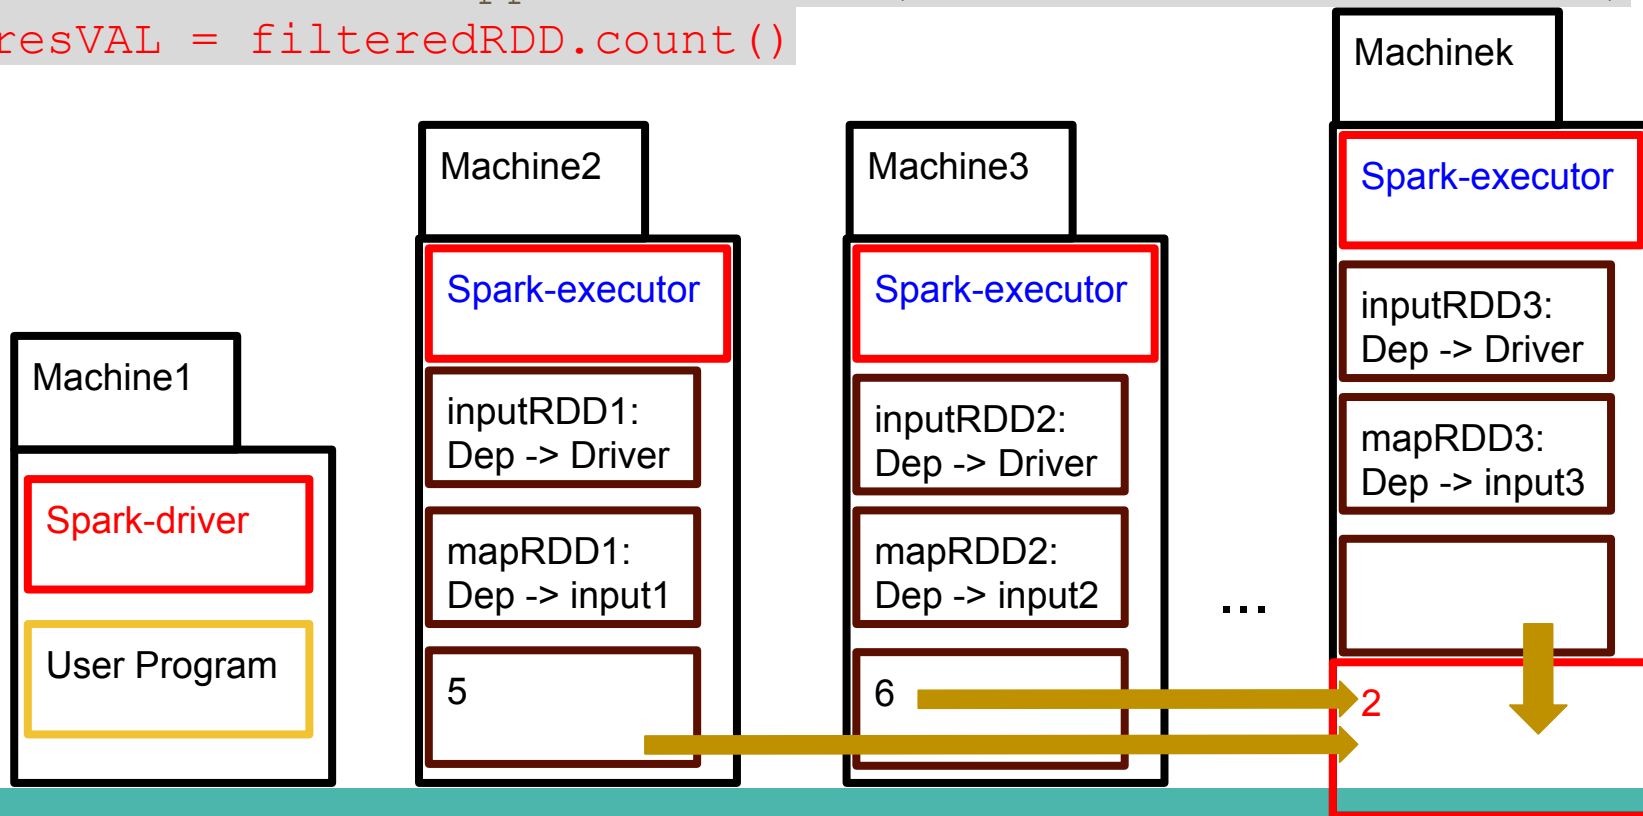 resVAL = filteredRDD.count()
Machine1
Spark-driver
User Program
Machine2
Spark-executor
inputRDD1:
Dep -> Driver
mapRDD1:
Dep -> input1
5
Machine3
Spark-executor
inputRDD2:
Dep -> Driver
mapRDD2:
Dep -> input2
6
...
Machinek
Spark-executor
inputRDD3:
Dep -> Driver
mapRDD3:
Dep -> input3
2